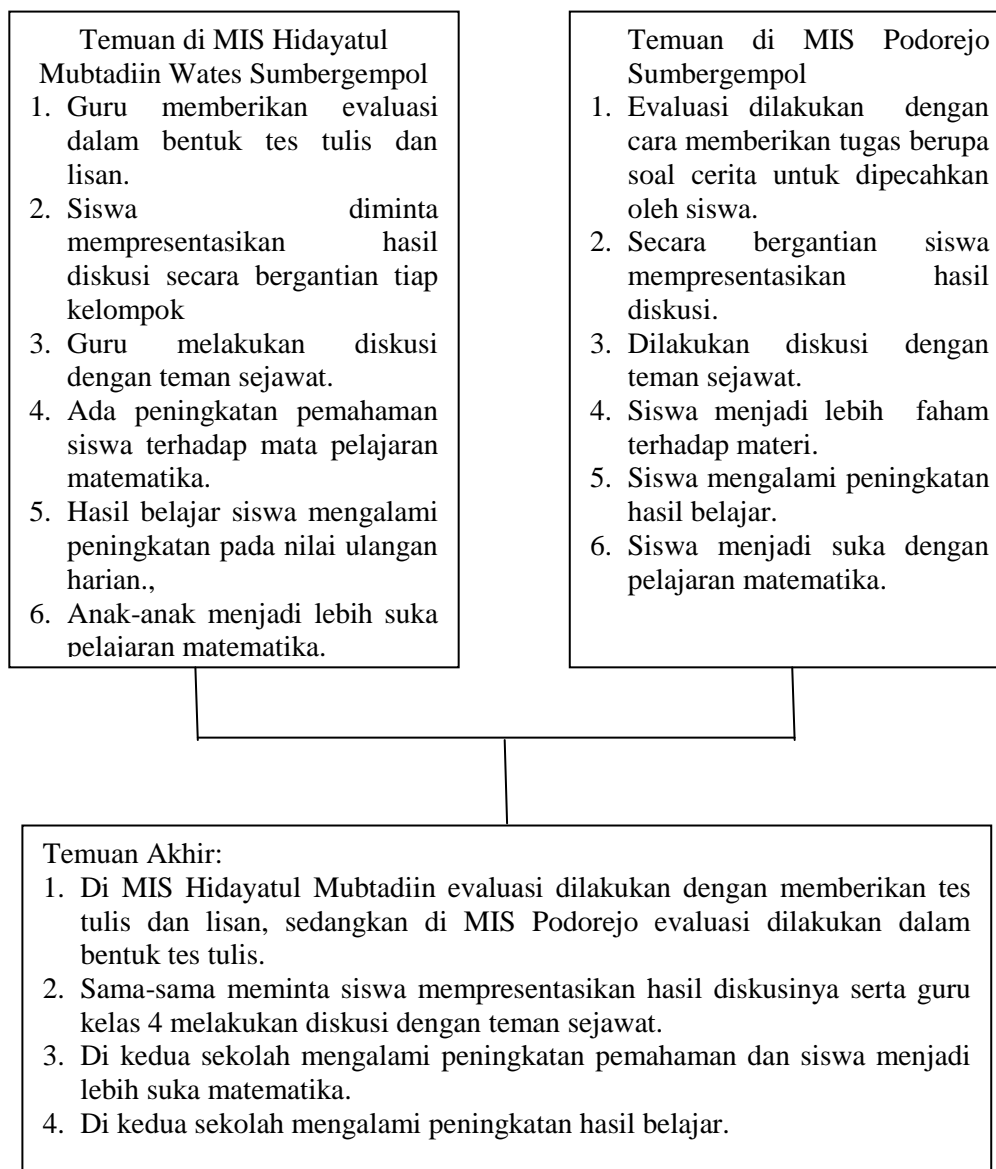 Temuan di MIS Hidayatul
Mubtadiin Wates Sumbergempol
1. Guru memberikan evaluasi
dalam bentuk tes tulis dan
lisan.
2. Siswa diminta
mempresentasikan hasil
diskusi secara bergantian tiap
kelompok
3. Guru melakukan diskusi
dengan teman sejawat.
4. Ada peningkatan pemahaman
siswa terhadap mata pelajaran
matematika.
5. Hasil belajar siswa mengalami
peningkatan pada nilai ulangan
harian.,
6. Anak-anak menjadi lebih suka
pelajaran matematika.
Temuan di MIS Podorejo
Sumbergempol
1. Evaluasi dilakukan dengan
cara memberikan tugas berupa
soal cerita untuk dipecahkan
oleh siswa.
2. Secara bergantian siswa
mempresentasikan hasil
diskusi.
3. Dilakukan diskusi dengan
teman sejawat.
4. Siswa menjadi lebih faham
terhadap materi.
5. Siswa mengalami peningkatan
hasil belajar.
6. Siswa menjadi suka dengan
pelajaran matematika.
Temuan Akhir:
1. Di MIS Hidayatul Mubtadiin evaluasi dilakukan dengan memberikan tes
tulis dan lisan, sedangkan di MIS Podorejo evaluasi dilakukan dalam
bentuk tes tulis.
2. Sama-sama meminta siswa mempresentasikan hasil diskusinya serta guru
kelas 4 melakukan diskusi dengan teman sejawat.
3. Di kedua sekolah mengalami peningkatan pemahaman dan siswa menjadi
lebih suka matematika.
4. Di kedua sekolah mengalami peningkatan hasil belajar.